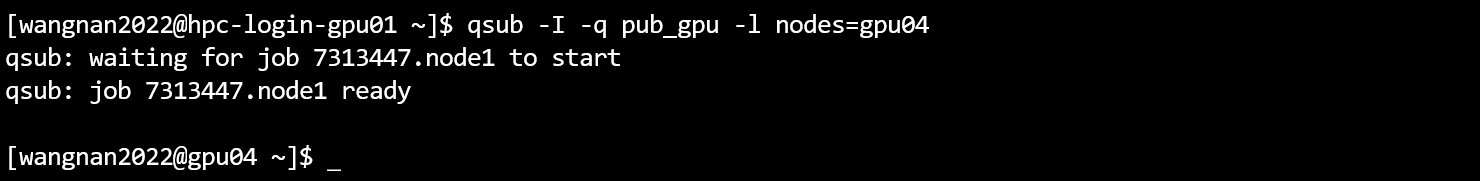 [wangnan2022@hpc-login-gpu01 ~]$ qsub -I -q pub_gpu -l nodes=gpu04
qsub: waiting for job 7313447.node1 to start
qsub: job 7313447.node1 ready
[wangnan2022@gpu04 ~]$ _